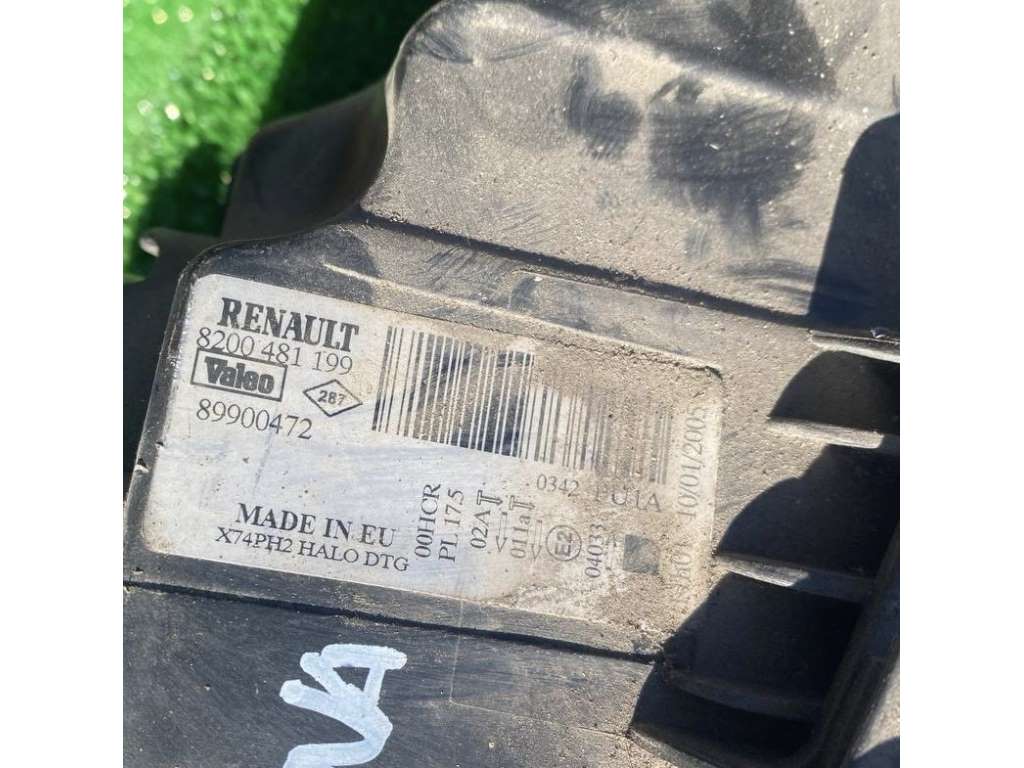 RENAULT
8200 481 199
Valeo
287
89900472
MADE IN EU
X74PH2 HALO DTG
00HCR
PL 17.5
02A
011a
E2
0342
10/01/2005
VA